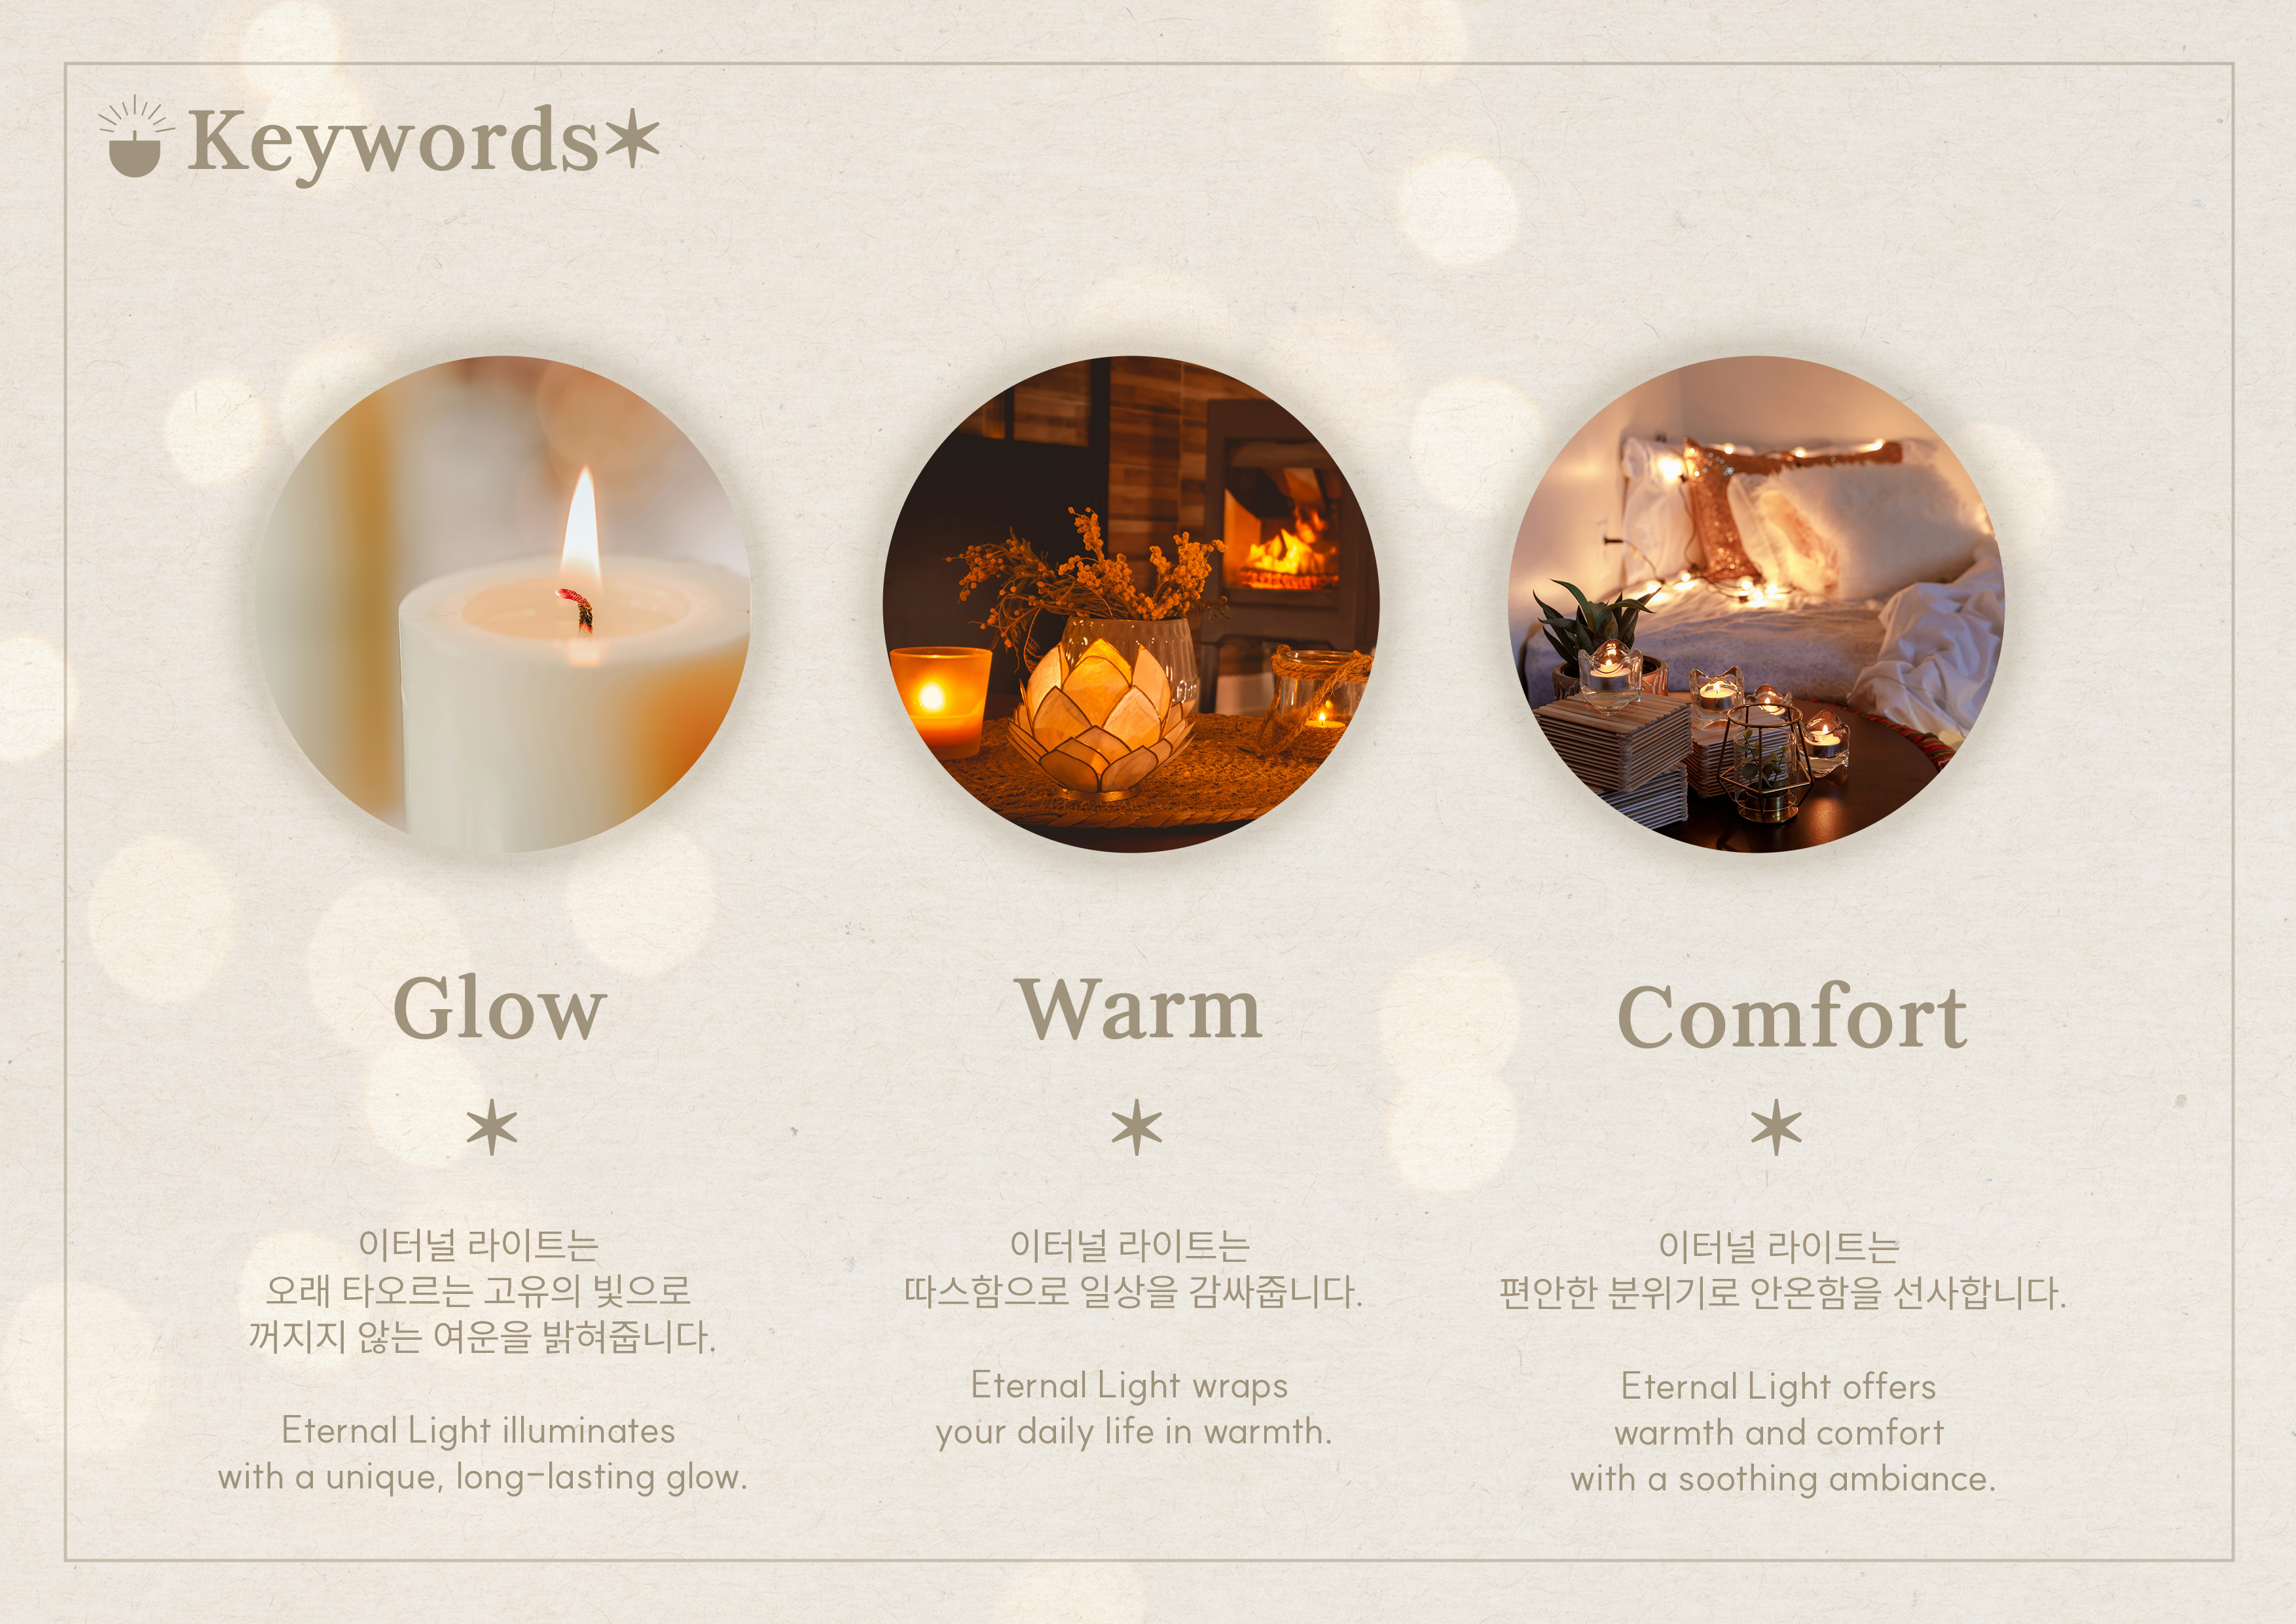 Keywords✶
Glow
✶
이터널 라이트는
오래 타오르는 고유의 빛으로
꺼지지 않는 여운을 밝혀줍니다.
Eternal Light illuminates
with a unique, long-lasting glow.
Warm
✶
이터널 라이트는
따스함으로 일상을 감싸줍니다.
Eternal Light wraps
your daily life in warmth.
Comfort
✶
이터널 라이트는
편안한 분위기로 안온함을 선사합니다.
Eternal Light offers
warmth and comfort
with a soothing ambiance.